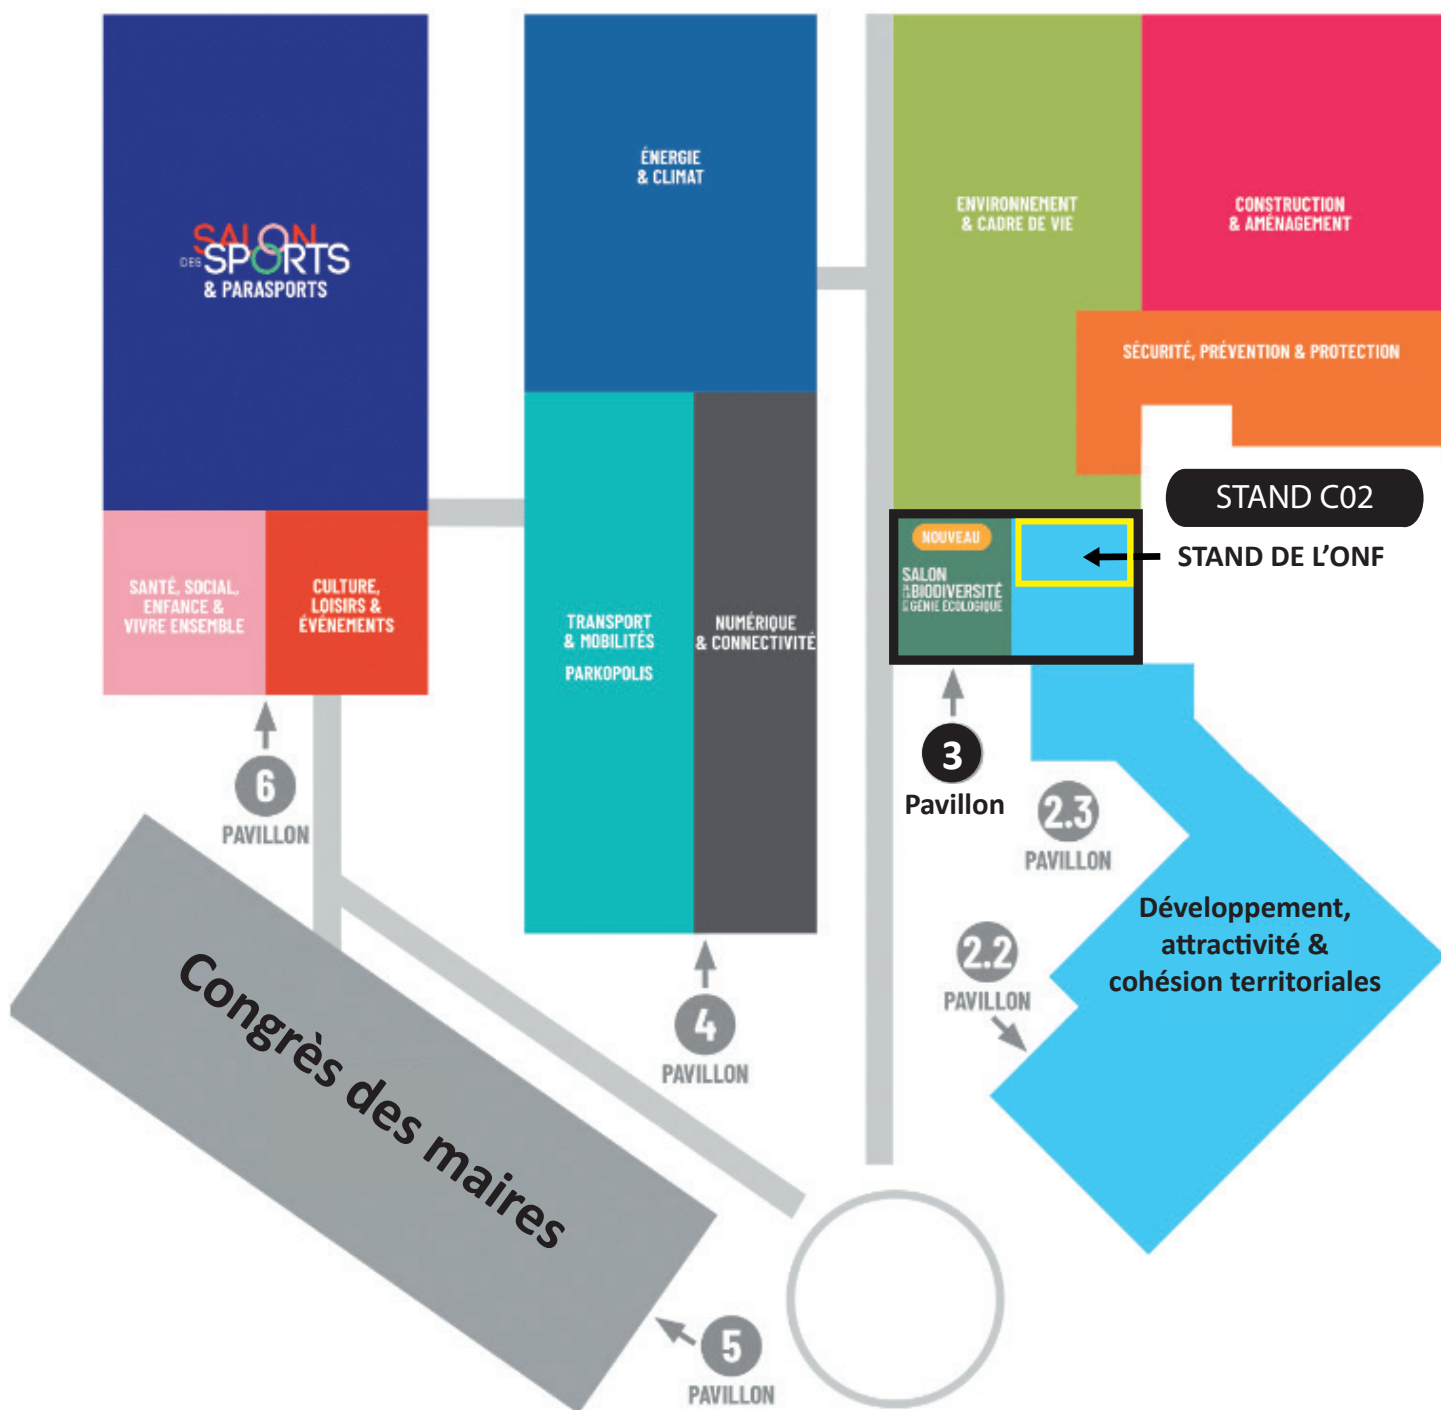 SALON
DES SPORTS
& PARASPORTS
ÉNERGIE
& CLIMAT
ENVIRONNEMENT
& CADRE DE VIE
CONSTRUCTION
& AMÉNAGEMENT
SÉCURITÉ, PRÉVENTION & PROTECTION
STAND C02
STAND DE L’ONF
NOUVEAU
SALON
BIODIVERSITÉ
GÉNIE ÉCOLOGIQUE
SANTÉ, SOCIAL,
ENFANCE &
VIVRE ENSEMBLE
CULTURE,
LOISIRS &
ÉVÉNEMENTS
TRANSPORT
& MOBILITÉS
PARKOPOLIS
NUMÉRIQUE
& CONNECTIVITÉ
6
PAVILLON
3
Pavillon
2.3
PAVILLON
Développement,
attractivité &
cohésion territoriales
2.2
PAVILLON
4
PAVILLON
Congrès des maires
5
PAVILLON